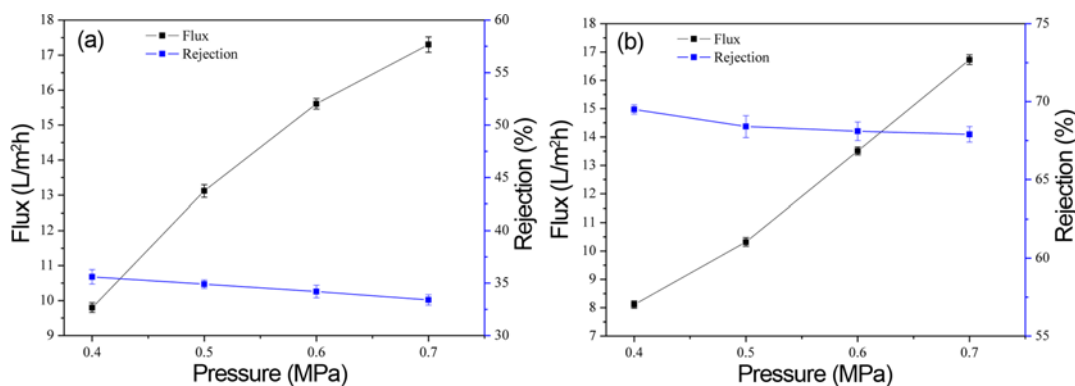 (a)
Flux
Rejection
18
17
16
15
14
13
12
11
10
9
Flux (L/m²h)
60
55
50
45
40
35
30
Rejection (%)
0.4 0.5 0.6 0.7
Pressure (MPa)
(b)
Flux
Rejection
18
17
16
15
14
13
12
11
10
9
8
7
Flux (L/m²h)
75
70
65
60
55
Rejection (%)
0.4 0.5 0.6 0.7
Pressure (MPa)